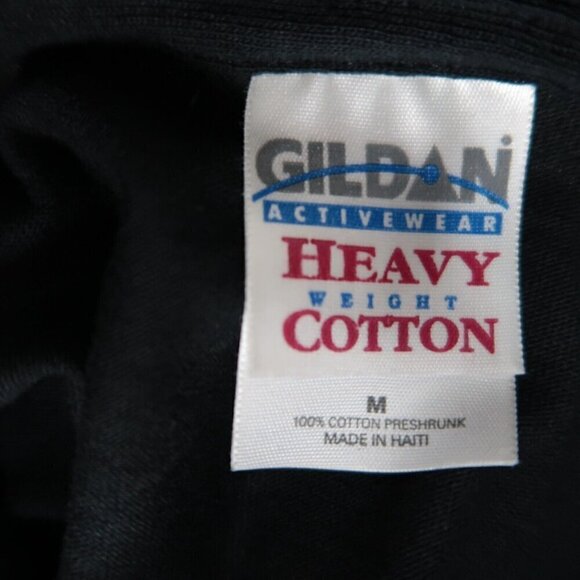 GILDAN
ACTIVEWEAR
HEAVY
WEIGHT
COTTON
M
100% COTTON PRESHRUNK
MADE IN HAITI